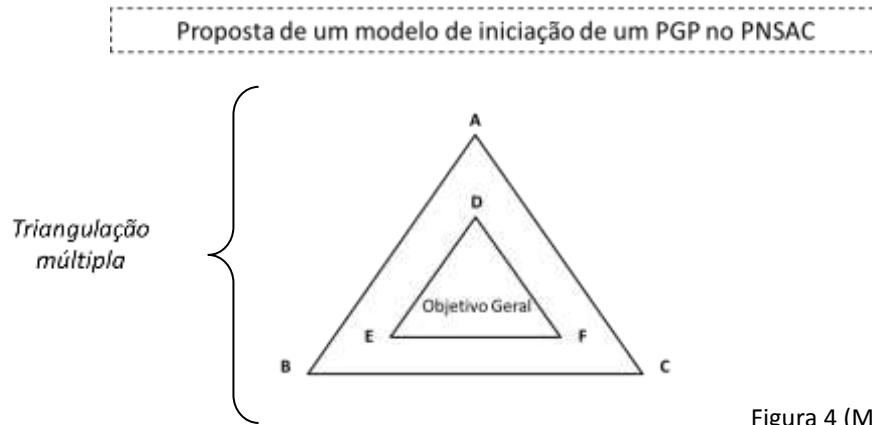 Proposta de um modelo de iniciação de um PGP no PNSAC
A
D
Triangulação
múltipla
Objetivo Geral
E
F
B
C
Figura 4 (M